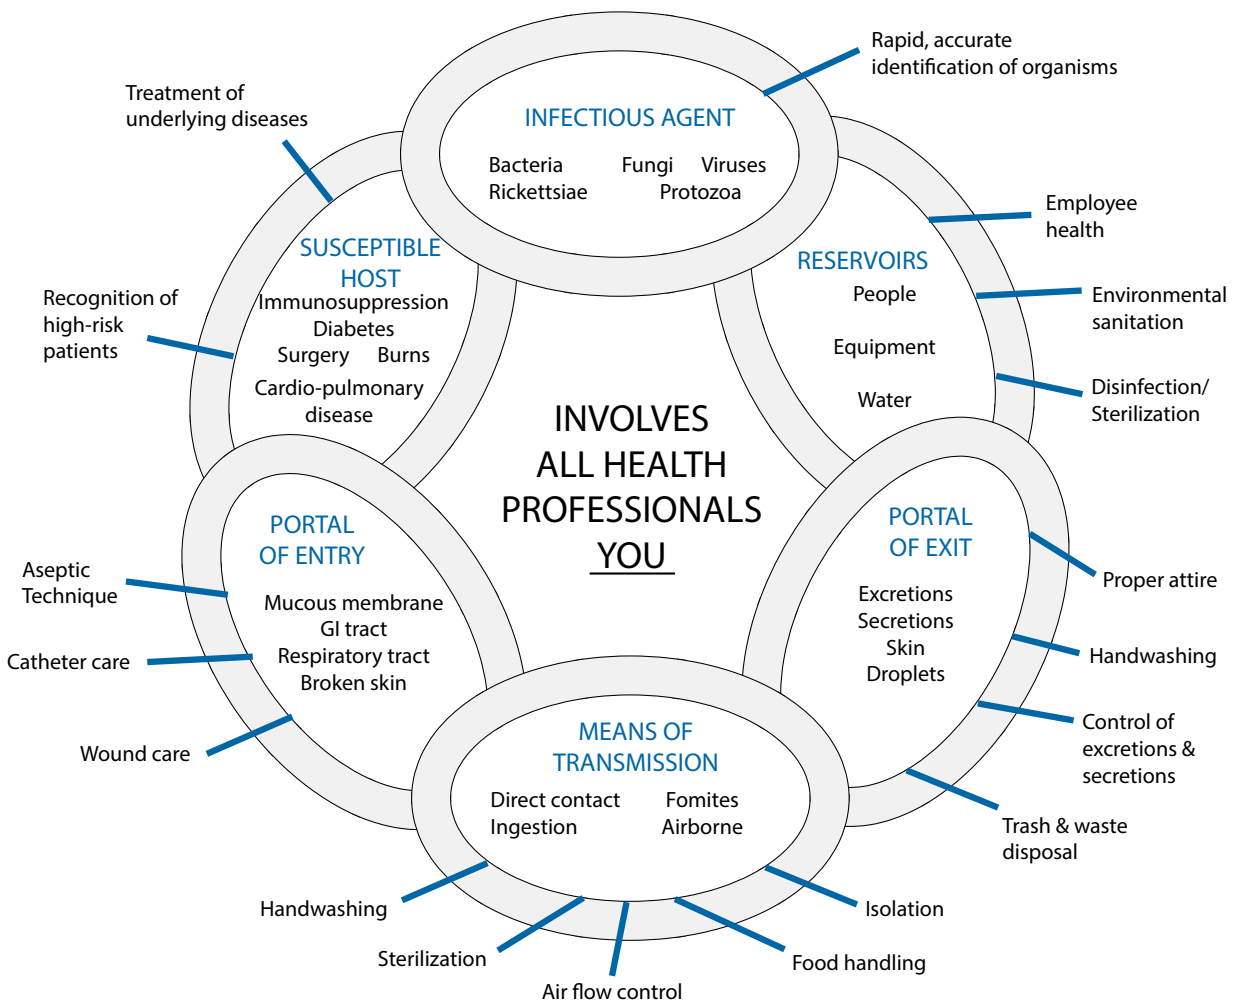 Rapid, accurate
identification of organisms
INFECTIOUS AGENT
Bacteria Fungi Viruses
Rickettsiae Protozoa
Treatment of
underlying diseases
SUSCEPTIBLE
HOST
Immunosuppression
Diabetes
Surgery Burns
Cardio-pulmonary
disease
Recognition of
high-risk
patients
RESERVOIRS
People
Equipment
Water
Employee
health
Environmental
sanitation
Disinfection/
Sterilization
INVOLVES
ALL HEALTH
PROFESSIONALS
YOU
PORTAL
OF ENTRY
Mucous membrane
GI tract
Respiratory tract
Broken skin
Aseptic
Technique
Catheter care
Wound care
PORTAL
OF EXIT
Excretions
Secretions
Skin
Droplets
Proper attire
Handwashing
Control of
excretions &
secretions
Trash & waste
disposal
MEANS OF
TRANSMISSION
Direct contact Fomites
Ingestion Airborne
Handwashing
Sterilization
Air flow control
Food handling
Isolation